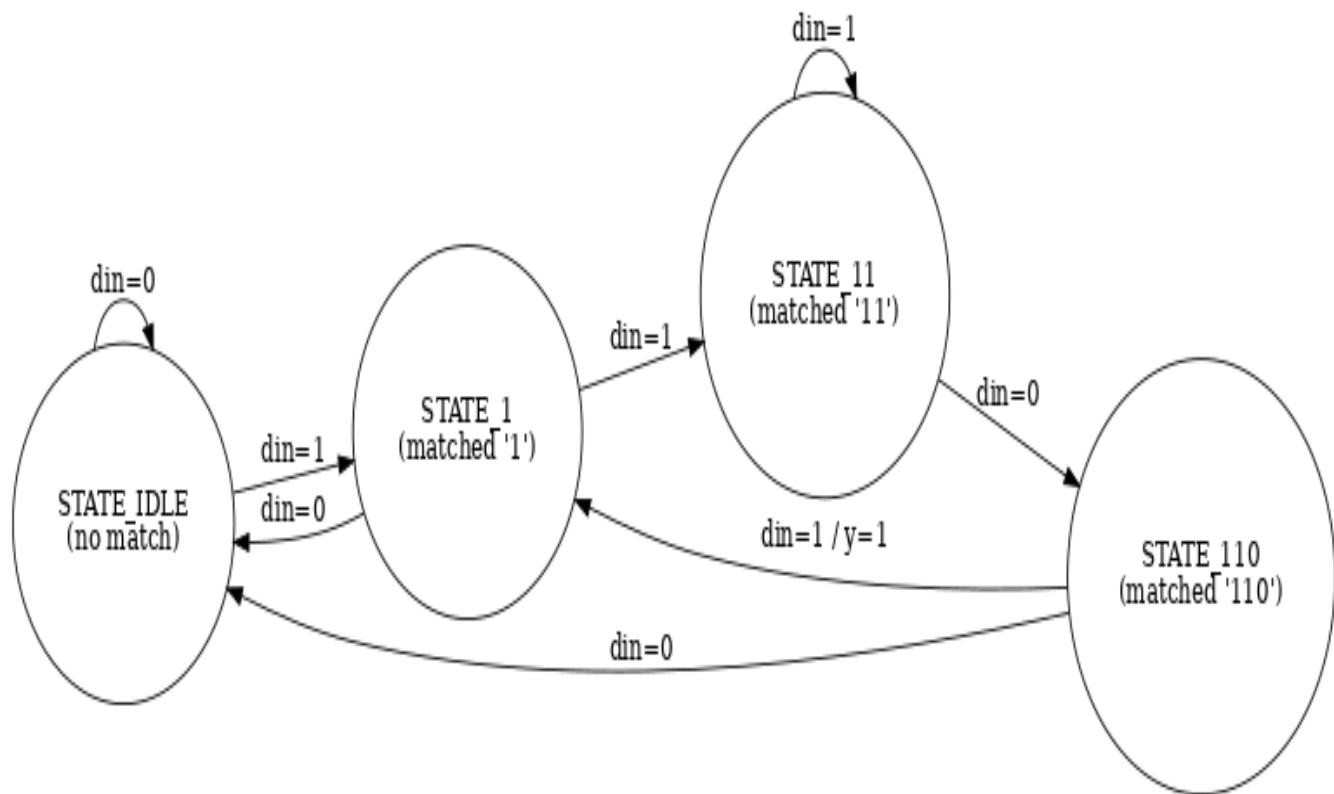 din=1
STATE_11
(matched '11')
din=0
din=1
din=0
STATE_1
(matched '1')
din=1
din=0
STATE_IDLE
(no match)
din=1 / y=1
STATE_110
(matched '110')
din=0